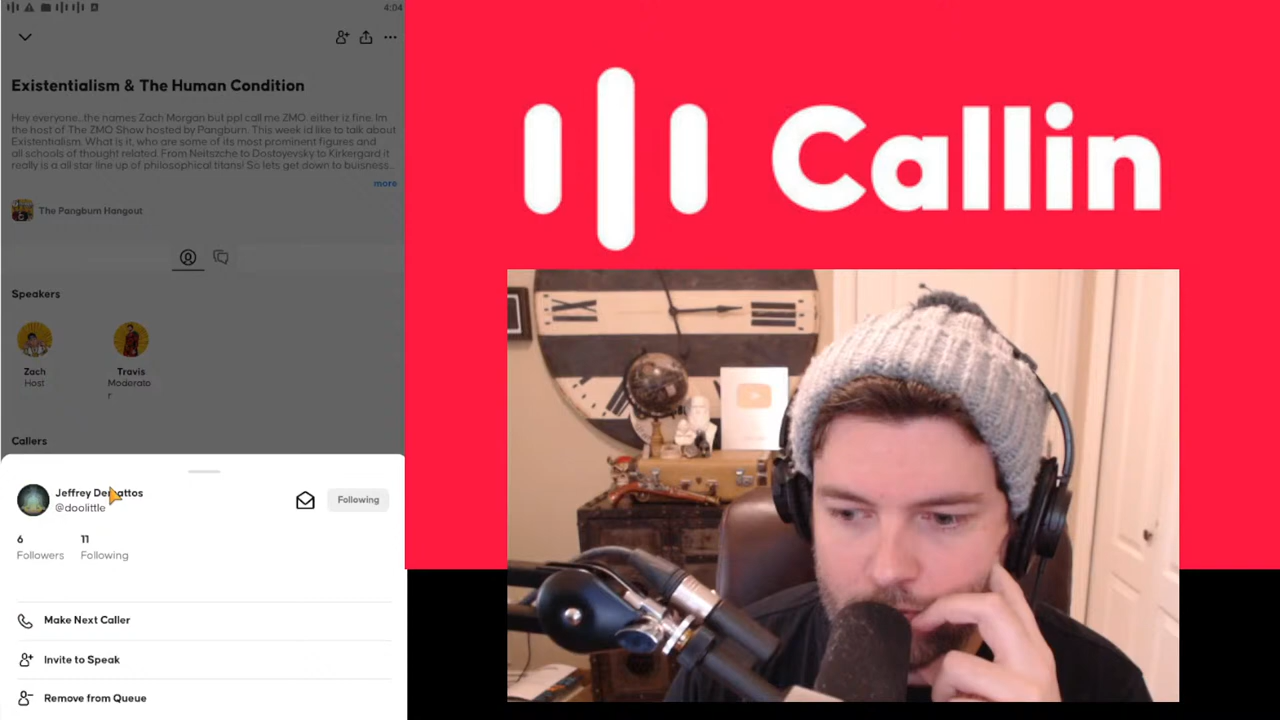 4:04
Existentialism & The Human Condition
Hey everyone..the names Zach Morgan but ppl call me ZMO. either iz fine. Im
the host of The ZMO Show hosted by Pangburn. This week id like to talk about
Existentialism. What is it, who are some of its most prominent figures and
all schools of thought related. From Neitszche to Dostoyevsky to Kirkergard it
really is a all star line up of philosophical titans! So lets get down to buisness...
more
The Pangburn Hangout
Speakers
Zach
Host
Travis
Moderato
r
Callers
Jeffrey
@doolittle
Following
6
Followers
11
Following
Make Next Caller
Invite to Speak
Remove from Queue
Callin